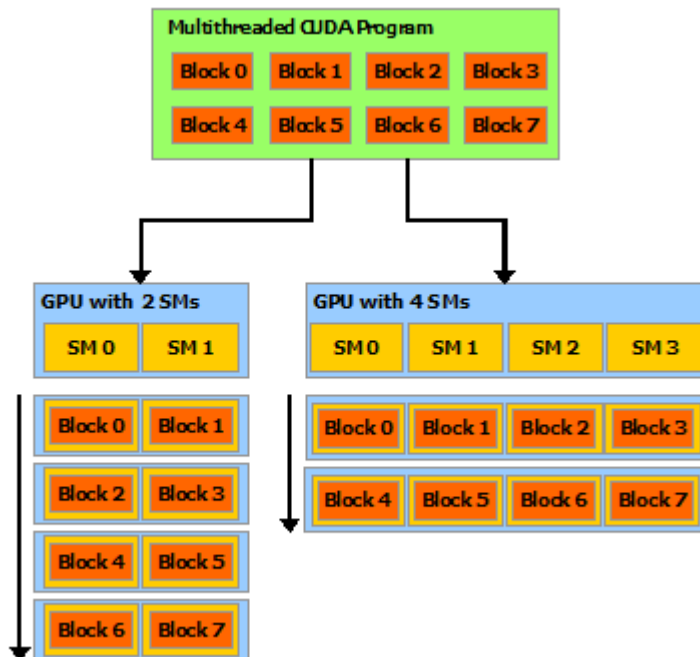 Multithreaded CUDA Program
Block 0 Block 1 Block 2 Block 3
Block 4 Block 5 Block 6 Block 7
GPU with 2 SMs
SM 0 SM 1
Block 0 Block 1
Block 2 Block 3
Block 4 Block 5
Block 6 Block 7
GPU with 4 SMs
SM 0 SM 1 SM 2 SM 3
Block 0 Block 1 Block 2 Block 3
Block 4 Block 5 Block 6 Block 7